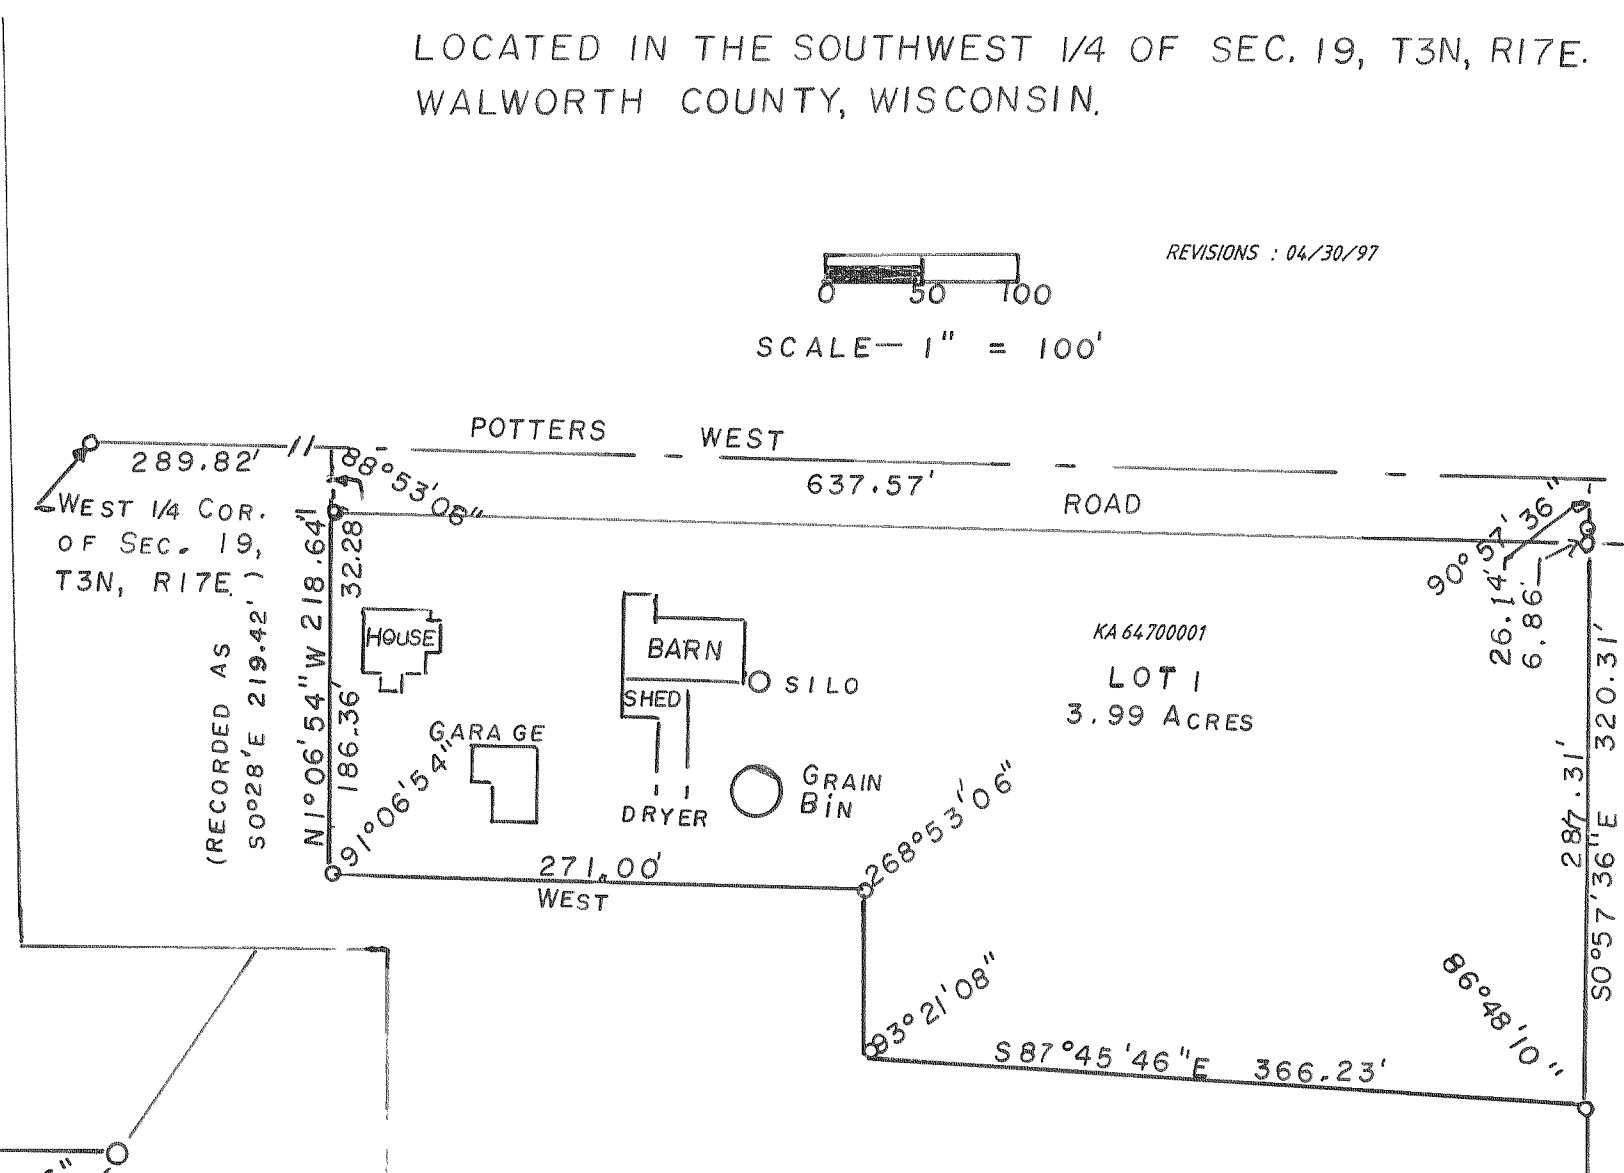 LOCATED IN THE SOUTHWEST 1/4 OF SEC. 19, T3N, R17E.
WALWORTH COUNTY, WISCONSIN.
REVISIONS : 04/30/97
0 50 100
SCALE— 1" = 100'
POTTERS WEST
289.82'
88°53'06"
637.57'
ROAD
WEST 1/4 COR.
OF SEC. 19,
T3N, R17E.
90°57'36"
26.14'
6.86'
32.28'
N1°06'54"W 218.64'
(RECORDED AS
S0°28'E 219.42')
186.36'
HOUSE
BARN
SILO
SHED
KA 64700001
LOT 1
3.99 ACRES
GARAGE
GRAIN
BIN
DRYER
91°06'54"
268°53'06"
271.00'
WEST
287.31'
S0°57'36"E 320.31'
93°21'08"
86°48'10"
S87°45'46"E 366.23'